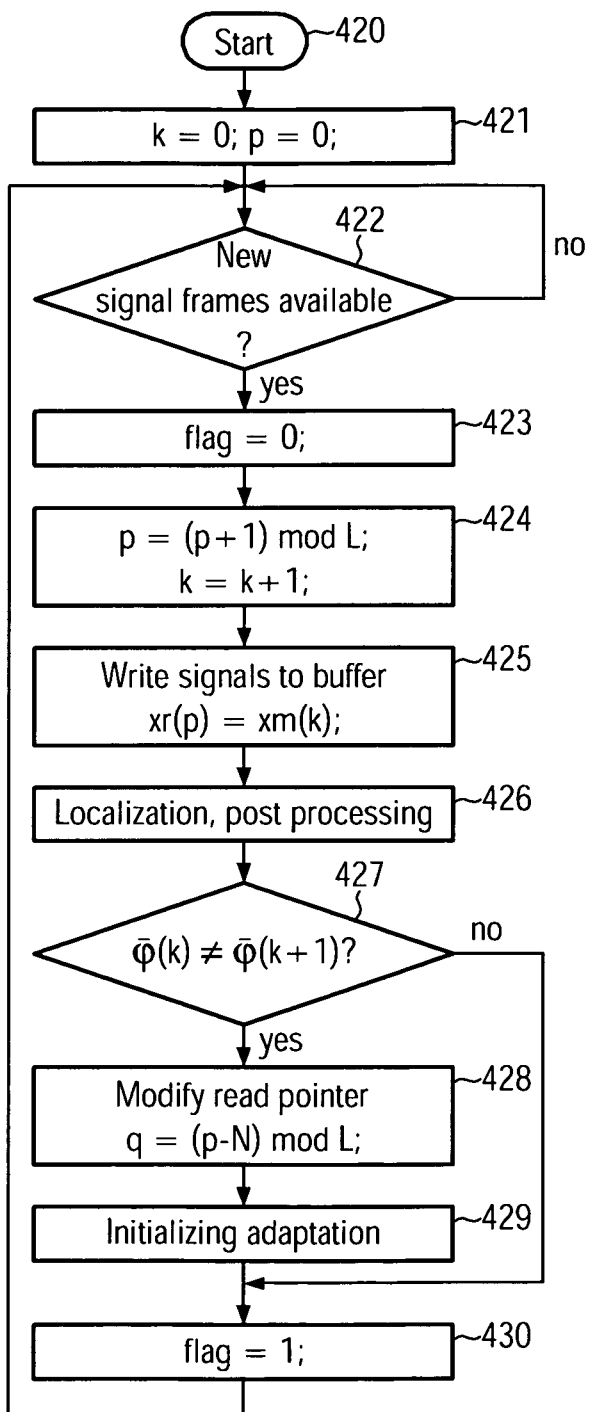 Start
420
k = 0; p = 0;
421
422
New
signal frames available
?
no
yes
flag = 0;
423
p = (p+1) mod L;
k = k+1;
424
Write signals to buffer
xr(p) = xm(k);
425
Localization, post processing
426
427
φ̄(k) ≠ φ̄(k+1)?
no
yes
Modify read pointer
q = (p-N) mod L;
428
Initializing adaptation
429
flag = 1;
430